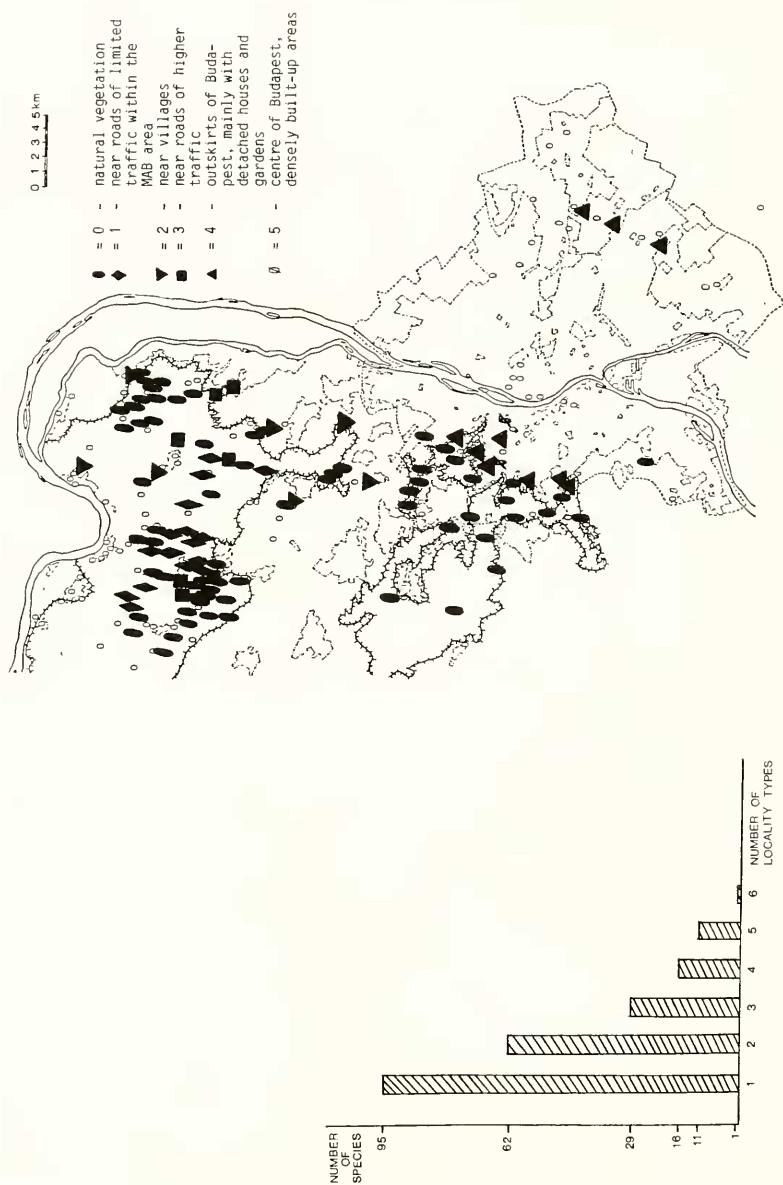 0 1 2 3 4 5km
= 0 - natural vegetation
= 1 - near roads of limited
traffic within the
MAB area
= 2 - near villages
= 3 - near roads of higher
traffic
= 4 - outskirts of Buda-
pest, mainly with
detached houses and
gardens
Ø = 5 - centre of Budapest,
densely built-up areas
NUMBER
OF
SPECIES
95
62
29
16
11
1
1 2 3 4 5 6
NUMBER OF
LOCALITY TYPES